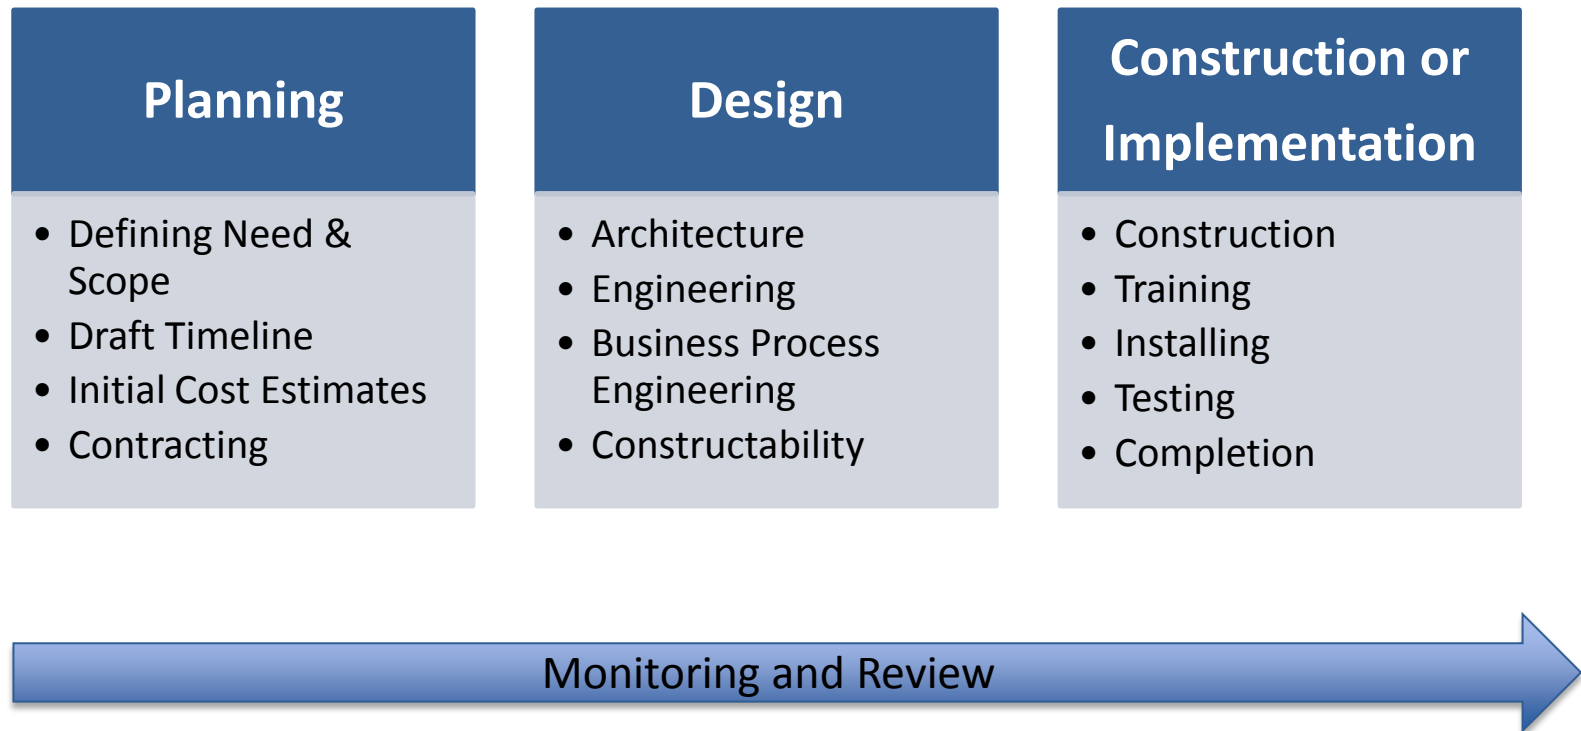 Planning
• Defining Need &
Scope
• Draft Timeline
• Initial Cost Estimates
• Contracting
Design
• Architecture
• Engineering
• Business Process
Engineering
• Constructability
Construction or
Implementation
• Construction
• Training
• Installing
• Testing
• Completion
Monitoring and Review